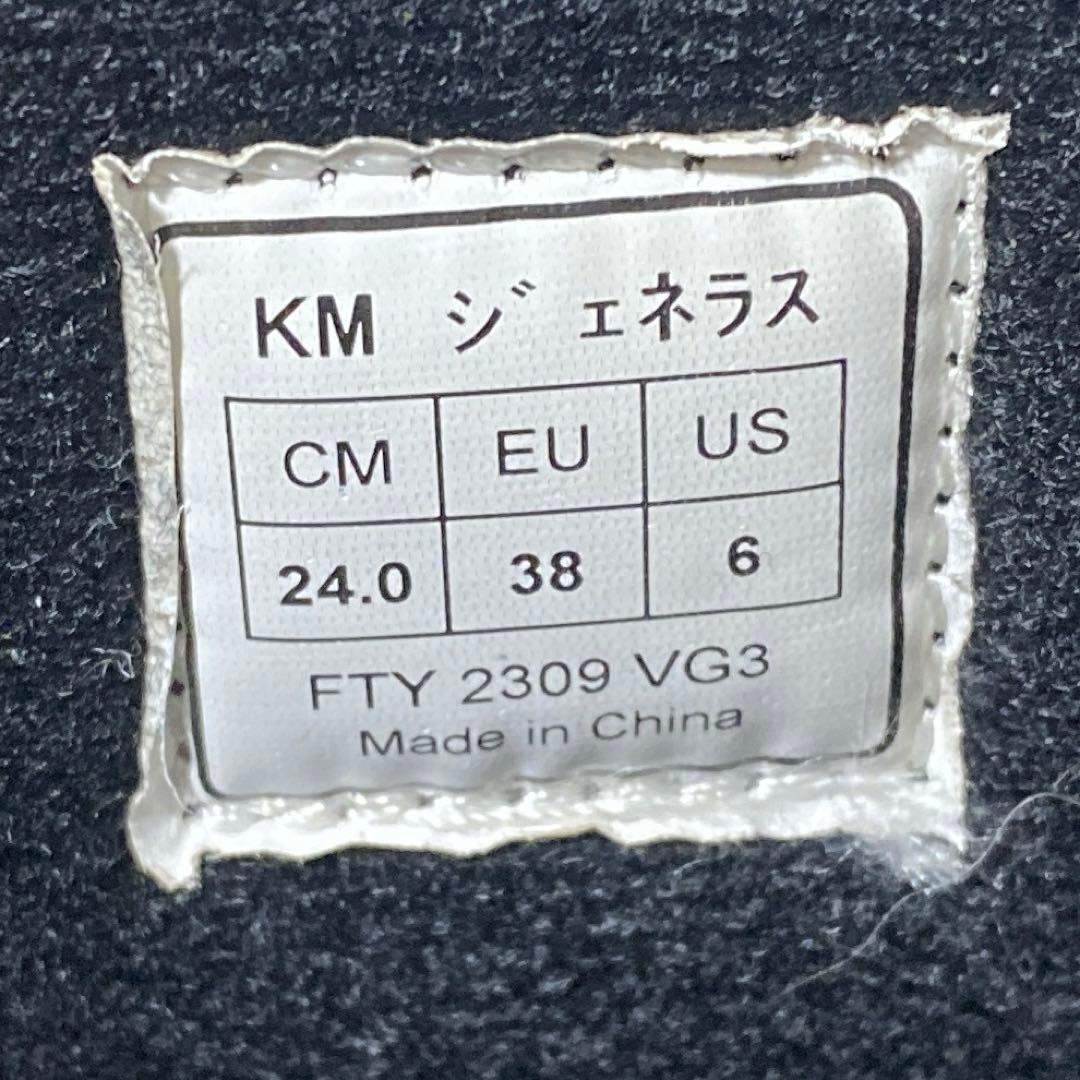 KM ジェネラス
CM EU US
24.0 38 6
FTY 2309 VG3
Made in China